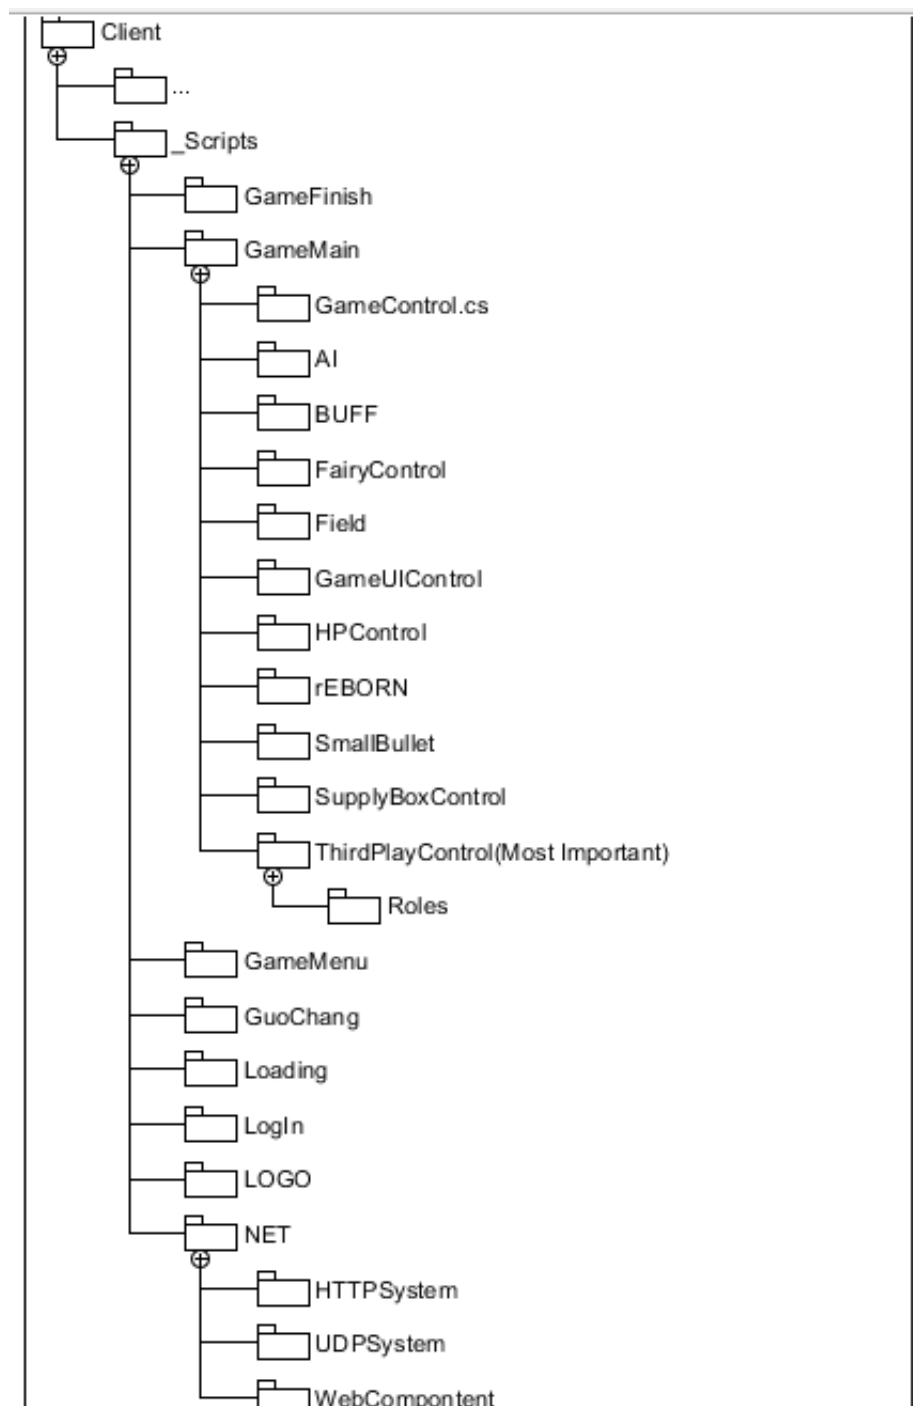 Client
...
_Scripts
GameFinish
GameMain
GameControl.cs
AI
BUFF
FairyControl
Field
GameUIControl
HPControl
rEBORN
SmallBullet
SupplyBoxControl
ThirdPlayControl(Most Important)
Roles
GameMenu
GuoChang
Loading
LogIn
LOGO
NET
HTTPSystem
UDPSystem
WebCompontent